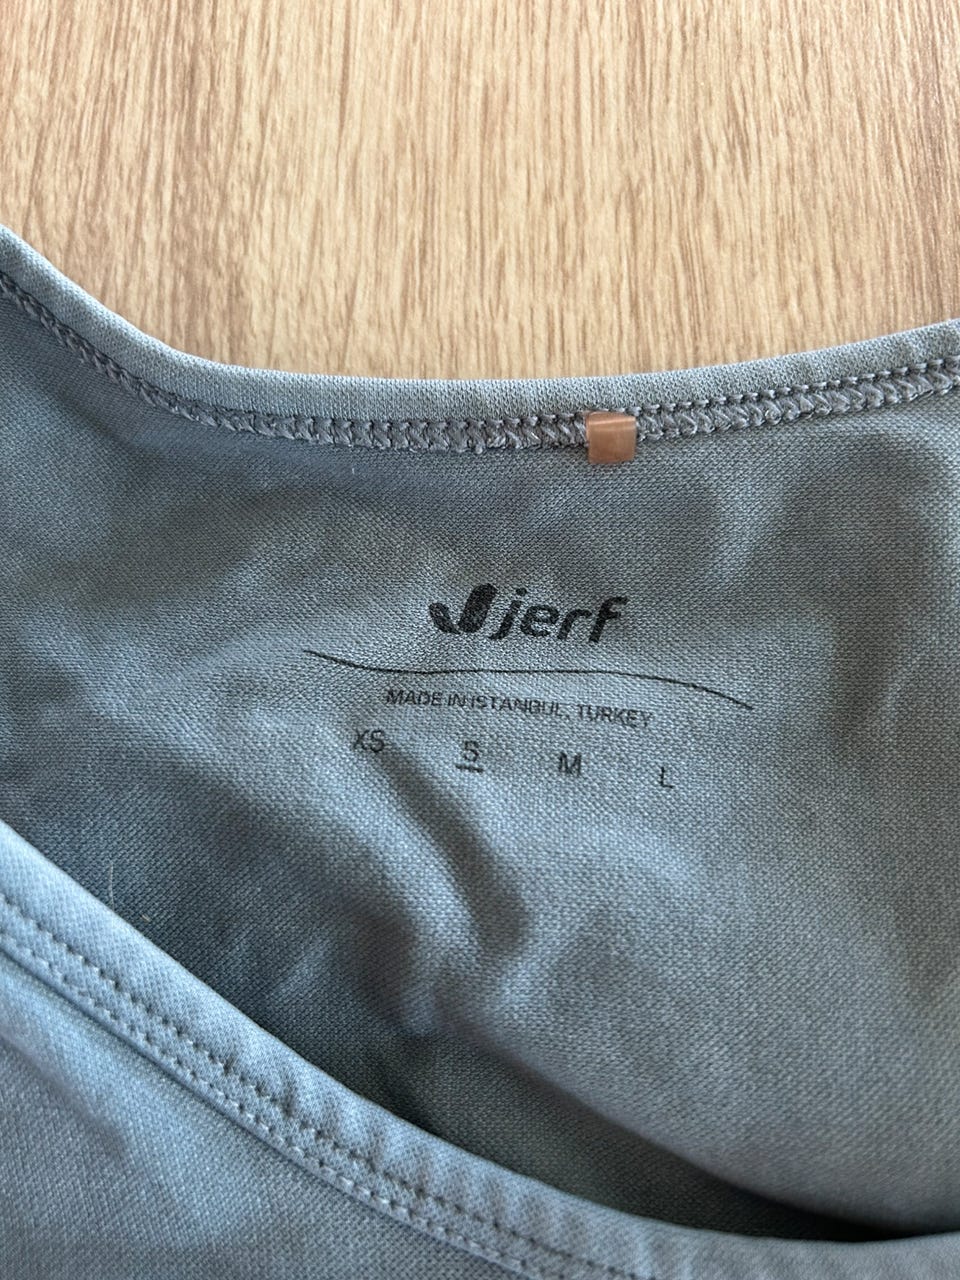 jerf
MADE IN ISTANBUL, TURKEY
XS S M L